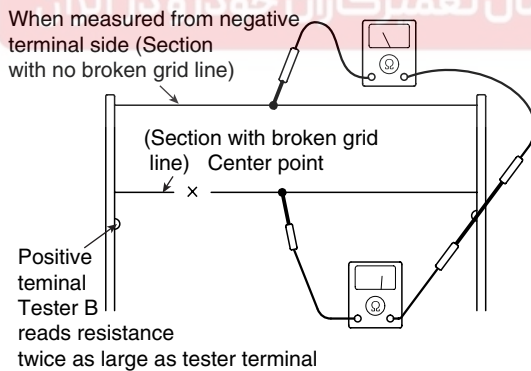 When measured from negative
terminal side (Section
with no broken grid line)
Ω
(Section with broken grid
line) Center point
×
Positive
teminal
Tester B
reads resistance
twice as large as tester terminal
Ω